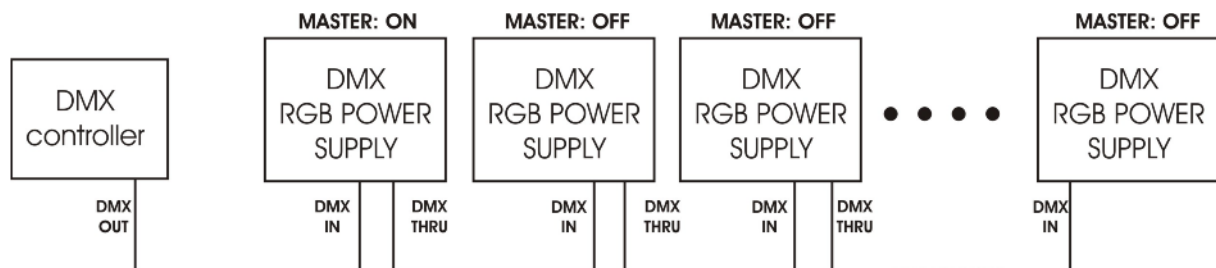 MASTER: ON
MASTER: OFF
MASTER: OFF
MASTER: OFF
DMX
controller
DMX
RGB POWER
SUPPLY
DMX
RGB POWER
SUPPLY
DMX
RGB POWER
SUPPLY
DMX
RGB POWER
SUPPLY
DMX
OUT
DMX
IN
DMX
THRU
DMX
IN
DMX
THRU
DMX
IN
DMX
THRU
DMX
IN